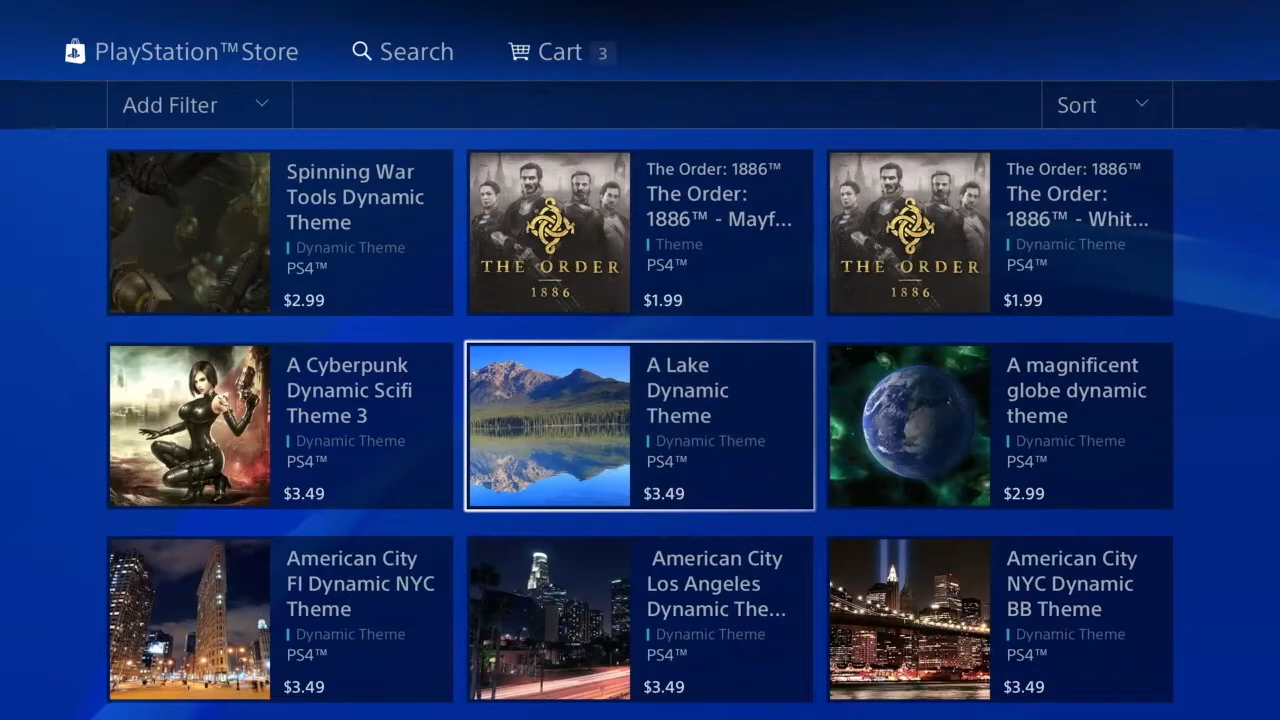 PlayStation™Store
Search
Cart 3
Add Filter
Sort
Spinning War
Tools Dynamic
Theme
Dynamic Theme
PS4™
$2.99
THE ORDER
1886
The Order: 1886™
The Order:
1886™ - Mayf...
Theme
PS4™
$1.99
THE ORDER
1886
The Order: 1886™
The Order:
1886™ - Whit...
Dynamic Theme
PS4™
$1.99
A Cyberpunk
Dynamic Scifi
Theme 3
Dynamic Theme
PS4™
$3.49
A Lake
Dynamic
Theme
Dynamic Theme
PS4™
$3.49
A magnificent
globe dynamic
theme
Dynamic Theme
PS4™
$2.99
American City
FI Dynamic NYC
Theme
Dynamic Theme
PS4™
$3.49
American City
Los Angeles
Dynamic The...
Dynamic Theme
PS4™
$3.49
American City
NYC Dynamic
BB Theme
Dynamic Theme
PS4™
$3.49